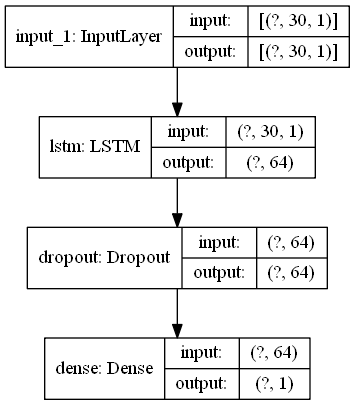 input_1: InputLayer
input: [(?, 30, 1)]
output: [(?, 30, 1)]
lstm: LSTM
input: (?, 30, 1)
output: (?, 64)
dropout: Dropout
input: (?, 64)
output: (?, 64)
dense: Dense
input: (?, 64)
output: (?, 1)